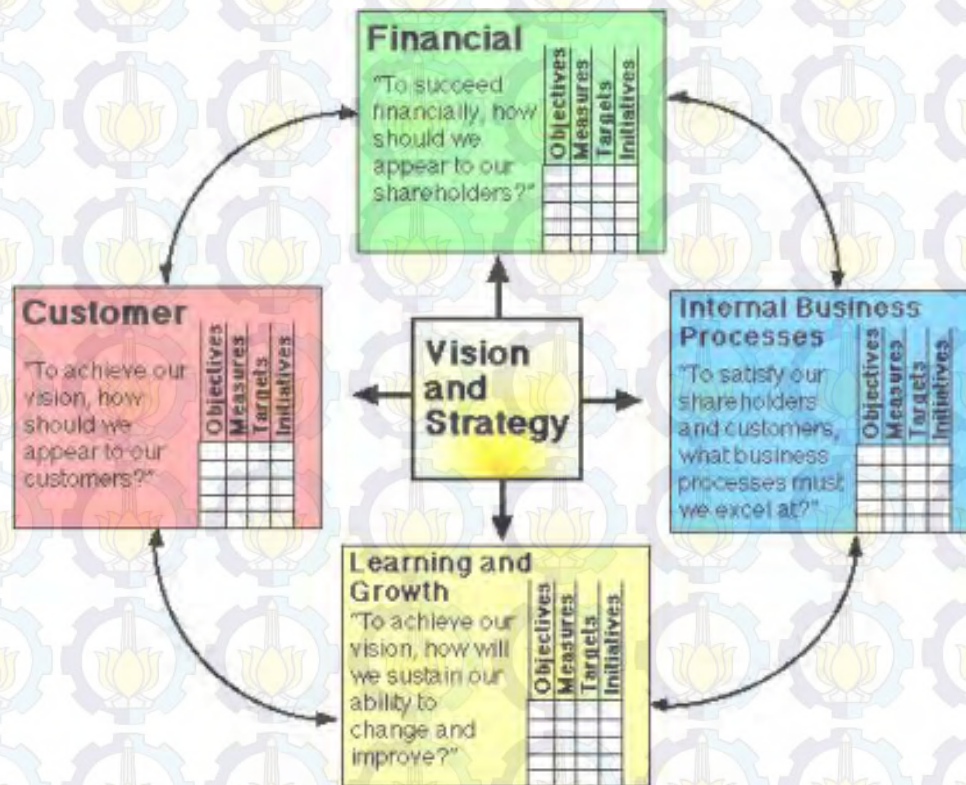 Financial
"To succeed
financially, how
should we
appear to our
shareholders?"
Objectives
Measures
Targets
Initiatives
Customer
"To achieve our
vision, how
should we
appear to our
customers?"
Objectives
Measures
Targets
Initiatives
Vision
and
Strategy
Internal Business
Processes
"To satisfy our
shareholders
and customers,
what business
processes must
we excel at?"
Objectives
Measures
Targets
Initiatives
Learning and
Growth
"To achieve our
vision, how will
we sustain our
ability to
change and
improve?"
Objectives
Measures
Targets
Initiatives